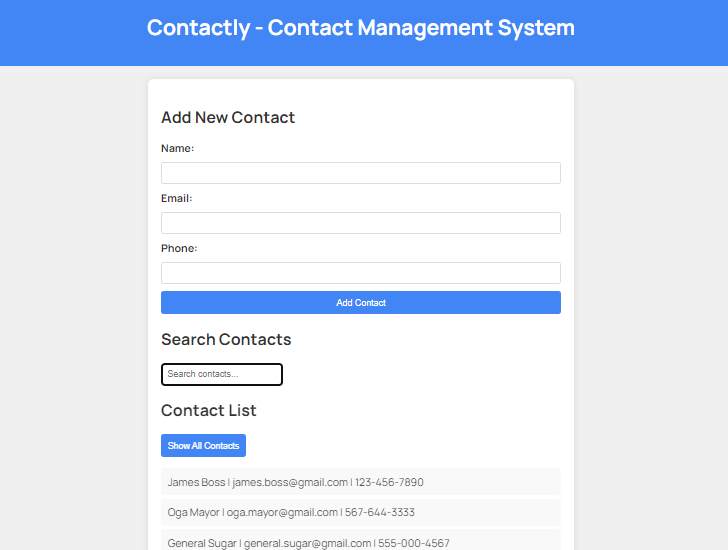 Contactly - Contact Management System
Add New Contact
Name:
Email:
Phone:
Add Contact
Search Contacts
Search contacts...
Contact List
Show All Contacts
James Boss | james.boss@gmail.com | 123-456-7890
Oga Mayor | oga.mayor@gmail.com | 567-644-3333
General Sugar | general.sugar@gmail.com | 555-000-4567